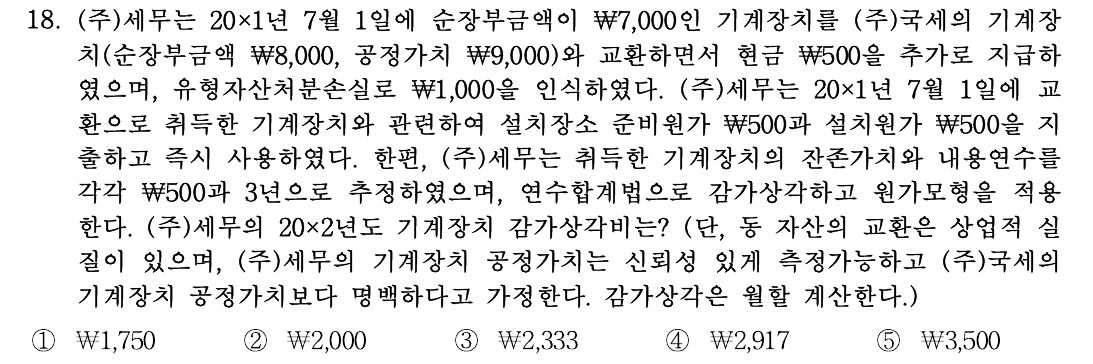 18. (주)세무는 20×1년 7월 1일에 순장부금액이 ₩7,000인 기계장치를 (주)국세의 기계장
치(순장부금액 ₩8,000, 공정가치 ₩9,000)와 교환하면서 현금 ₩500을 추가로 지급하
였으며, 유형자산처분손실로 ₩1,000을 인식하였다. (주)세무는 20×1년 7월 1일에 교
환으로 취득한 기계장치와 관련하여 설치장소 준비원가 ₩500과 설치원가 ₩500을 지
출하고 즉시 사용하였다. 한편, (주)세무는 취득한 기계장치의 잔존가치와 내용연수를
각각 ₩500과 3년으로 추정하였으며, 연수합계법으로 감가상각하고 원가모형을 적용
한다. (주)세무의 20×2년도 기계장치 감가상각비는? (단, 동 자산의 교환은 상업적 실
질이 있으며, (주)세무의 기계장치 공정가치는 신뢰성 있게 측정가능하고 (주)국세의
기계장치 공정가치보다 명백하다고 가정한다. 감가상각은 월할 계산한다.)
① ₩1,750 ② ₩2,000 ③ ₩2,333 ④ ₩2,917 ⑤ ₩3,500